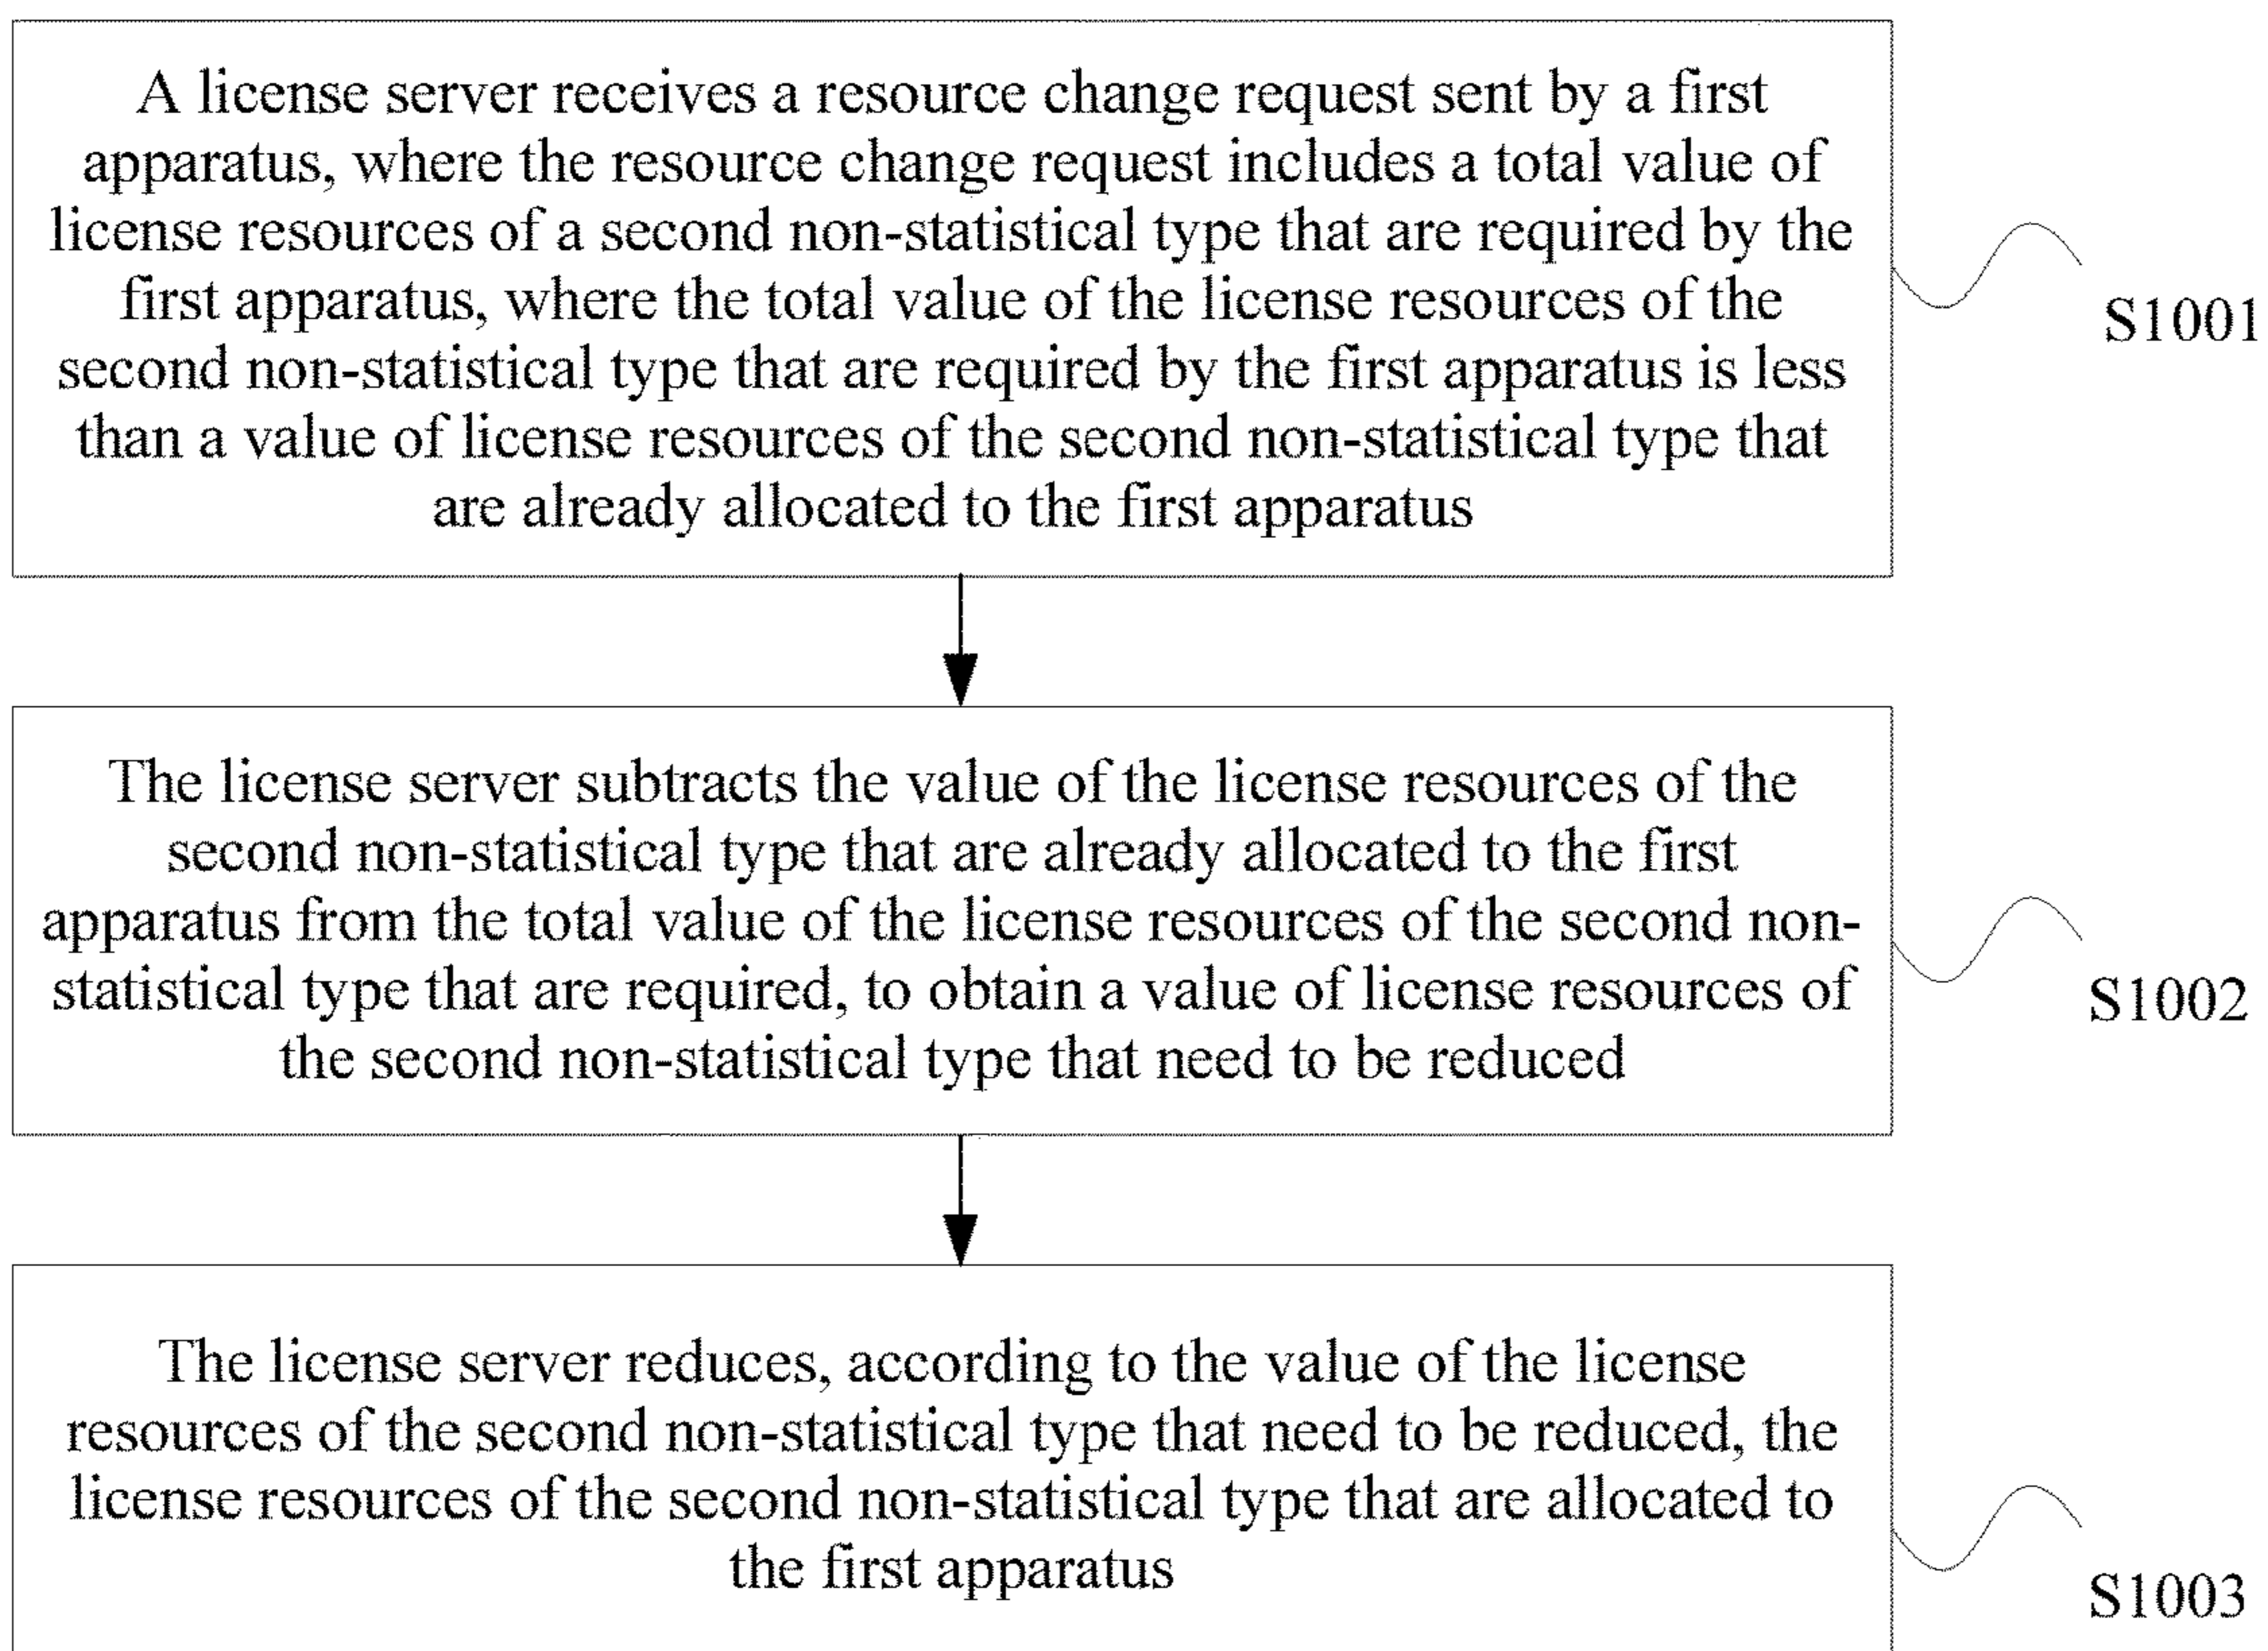 A license server receives a resource change request sent by a first
apparatus, where the resource change request includes a total value of
license resources of a second non-statistical type that are required by the
first apparatus, where the total value of the license resources of the
second non-statistical type that are required by the first apparatus is less
than a value of license resources of the second non-statistical type that
are already allocated to the first apparatus
S1001
The license server subtracts the value of the license resources of the
second non-statistical type that are already allocated to the first
apparatus from the total value of the license resources of the second non-
statistical type that are required, to obtain a value of license resources of
the second non-statistical type that need to be reduced
S1002
The license server reduces, according to the value of the license
resources of the second non-statistical type that need to be reduced, the
license resources of the second non-statistical type that are allocated to
the first apparatus
S1003